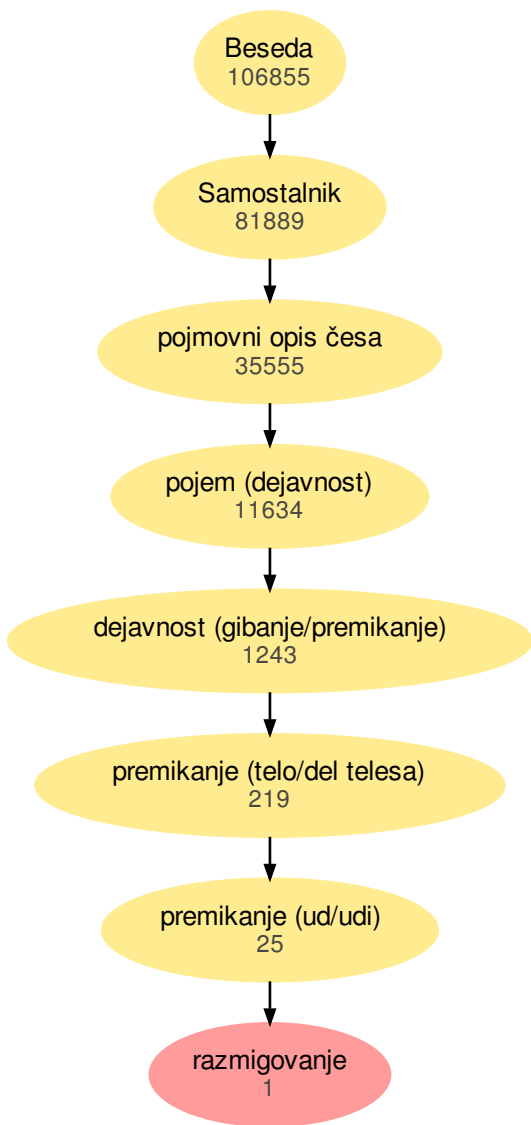 Beseda
106855
Samostalnik
81889
pojmovni opis česa
35555
pojem (dejavnost)
11634
dejavnost (gibanje/premikanje)
1243
premikanje (telo/del telesa)
219
premikanje (ud/udi)
25
razmigovanje
1